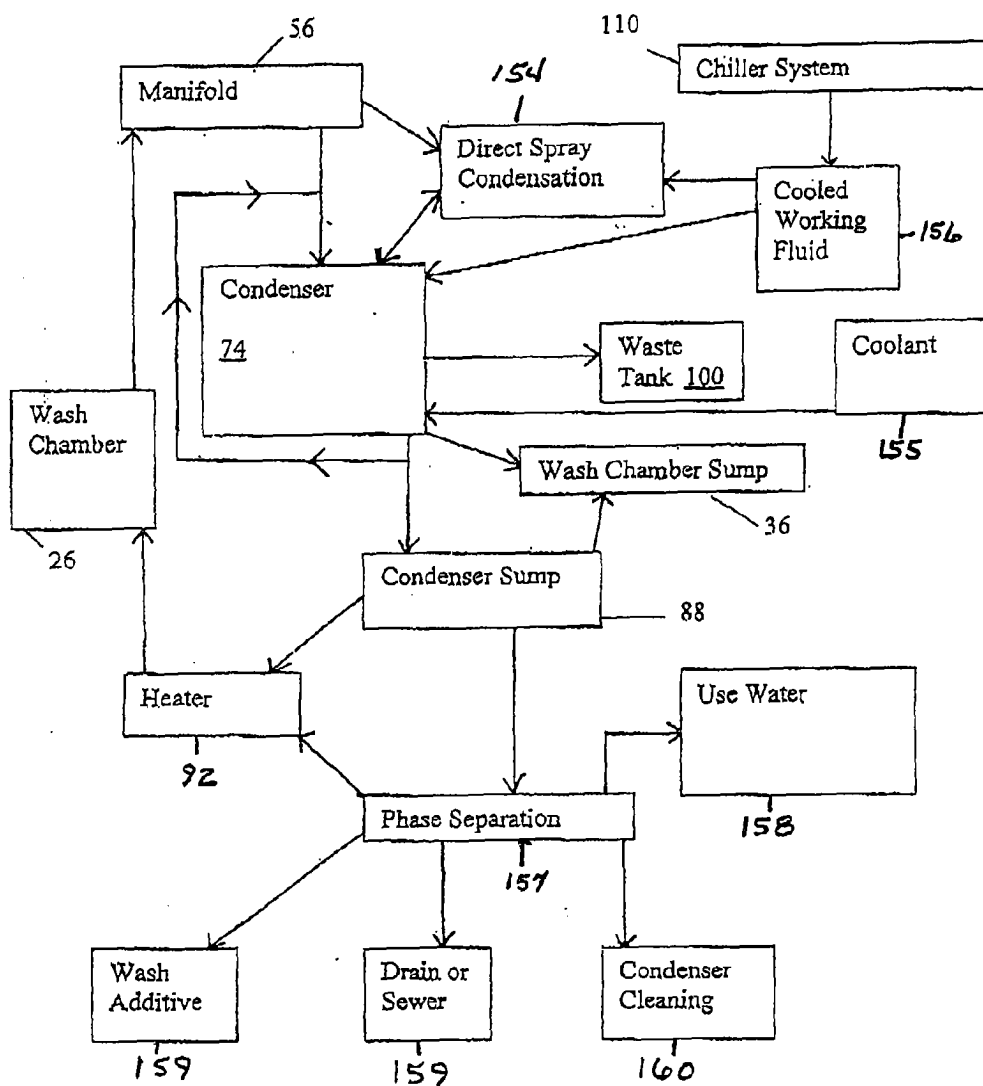 56
110
Manifold
154
Chiller System
Direct Spray
Condensation
Cooled
Working
Fluid
156
Condenser
74
Waste
Tank 100
Coolant
155
Wash
Chamber
Wash Chamber Sump
36
26
Condenser Sump
88
Heater
92
Use Water
158
Phase Separation
157
Wash
Additive
Drain or
Sewer
Condenser
Cleaning
159
159
160